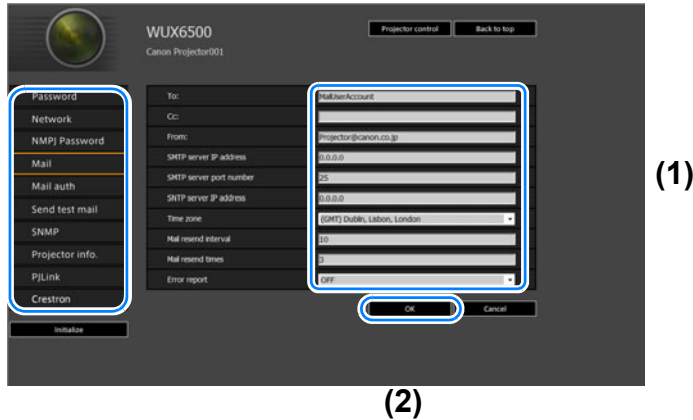 WUX6500
Canon Projector001
Projector control
Back to top
Password
Network
NMPJ Password
Mail
Mail auth
Send test mail
SNMP
Projector info.
PJLink
Crestron
Initialize
To: MailUserAccount
Cc:
From: Projector@canon.co.jp
SMTP server IP address 0.0.0.0
SMTP server port number 25
SNTP server IP address 0.0.0.0
Time zone (GMT) Dublin, Lisbon, London
Mail resend interval 10
Mail resend times 3
Error report OFF
OK Cancel
(1)
(2)